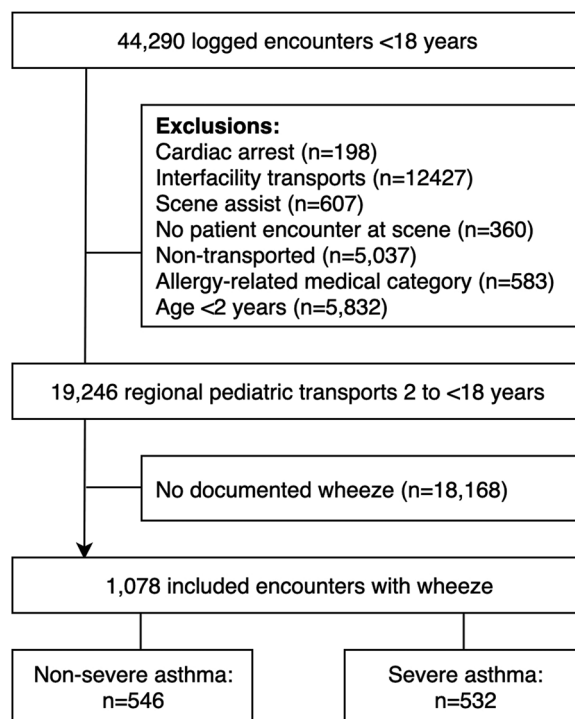 44,290 logged encounters <18 years
Exclusions:
Cardiac arrest (n=198)
Interfacility transports (n=12427)
Scene assist (n=607)
No patient encounter at scene (n=360)
Non-transported (n=5,037)
Allergy-related medical category (n=583)
Age <2 years (n=5,832)
19,246 regional pediatric transports 2 to <18 years
No documented wheeze (n=18,168)
1,078 included encounters with wheeze
Non-severe asthma:
n=546
Severe asthma:
n=532